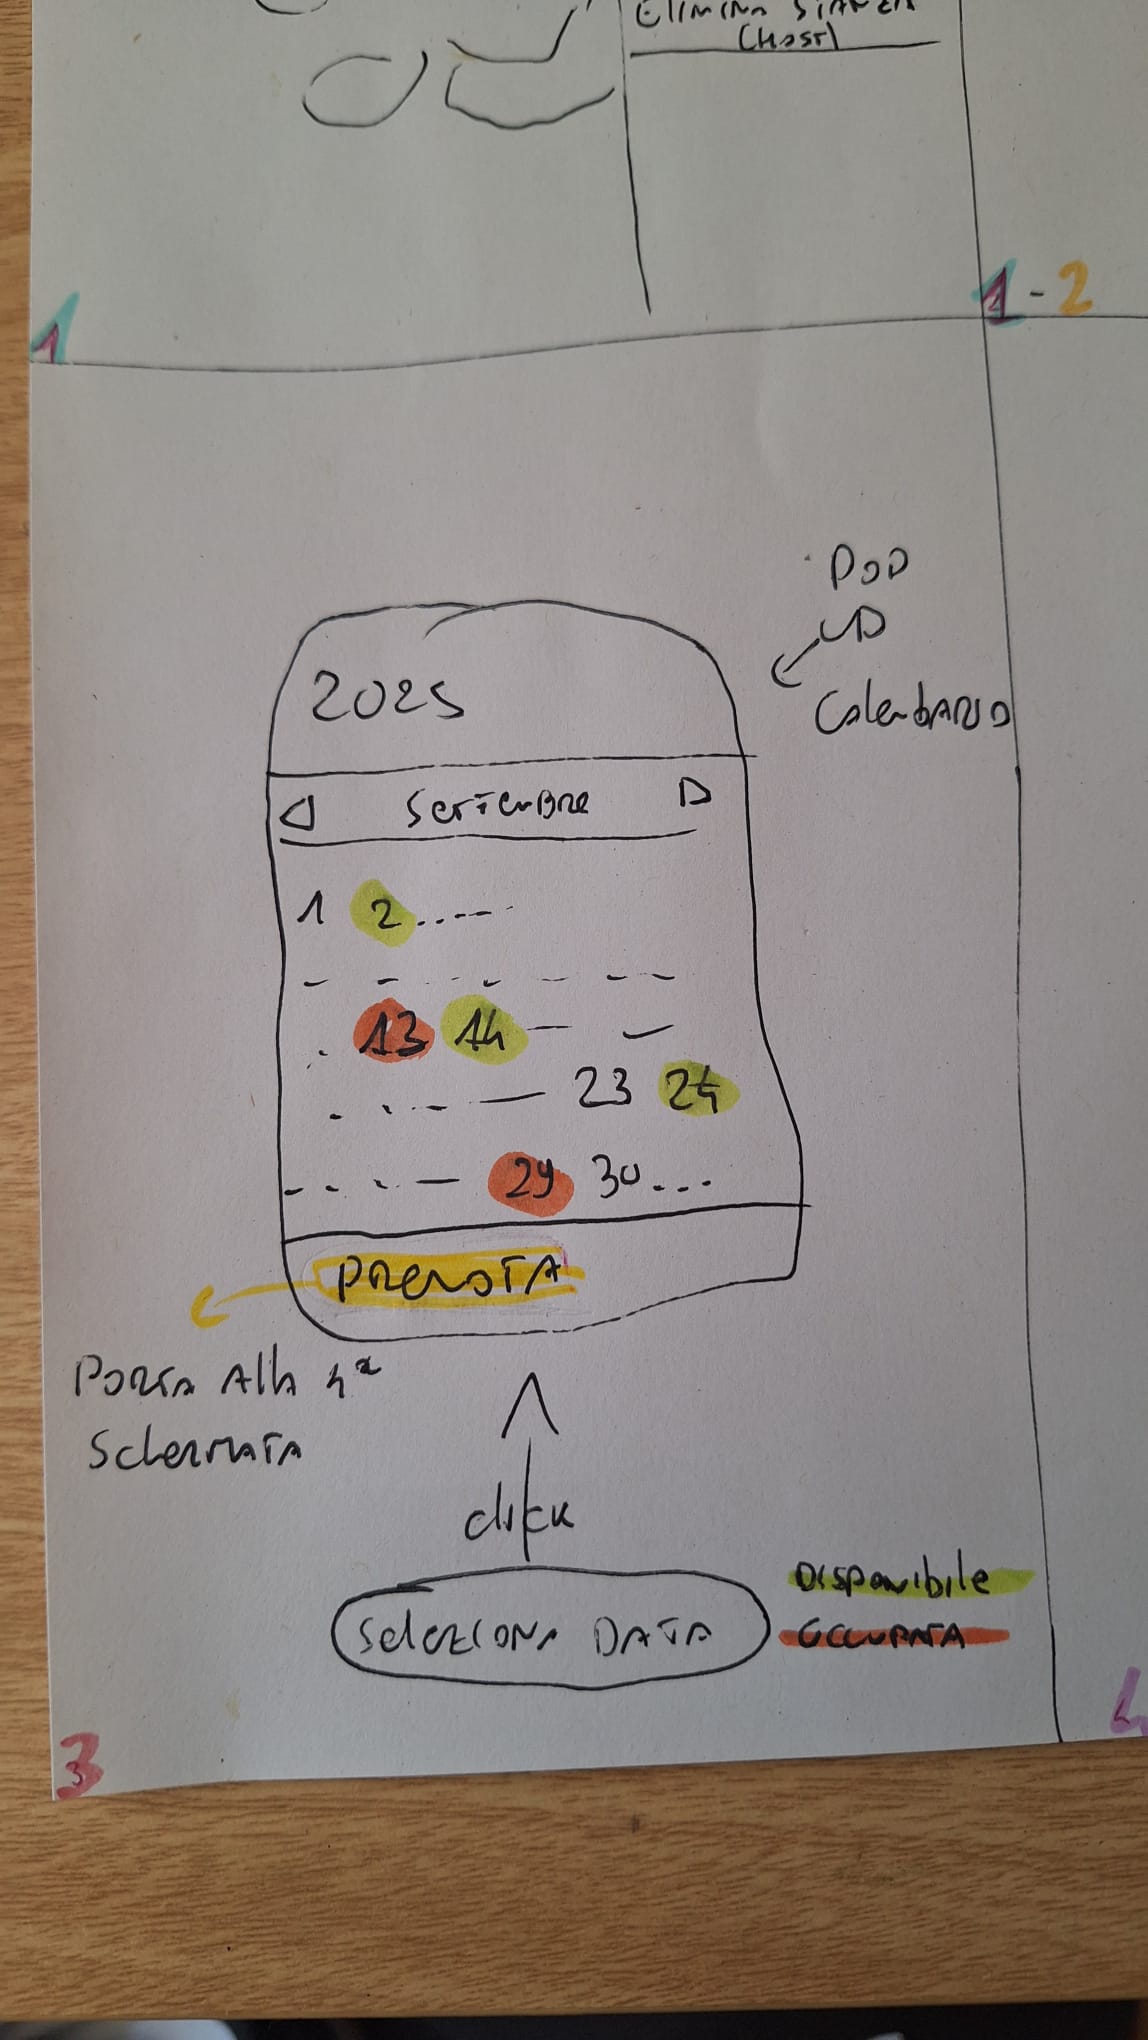 ELIMINA STANZA
(HOST)
1
1-2
POP
UP
CALENDARIO
2025
SETTEMBRE
1 2.....
13 14
23 24
29 30...
PRENOTA
PORTA ALLA 4ª
SCHERMATA
click
SELEZIONA DATA
DISPONIBILE
OCCUPATA
3
4